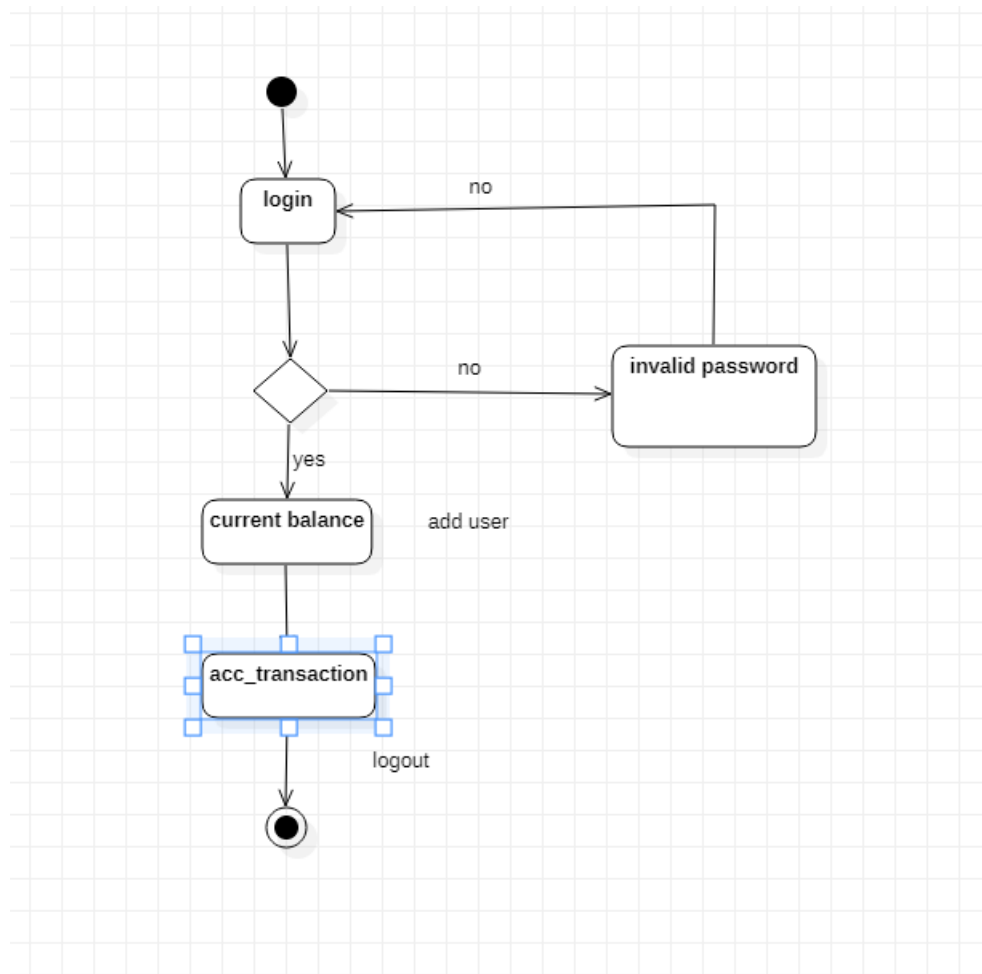 login
no
invalid password
no
yes
current balance
add user
acc_transaction
logout